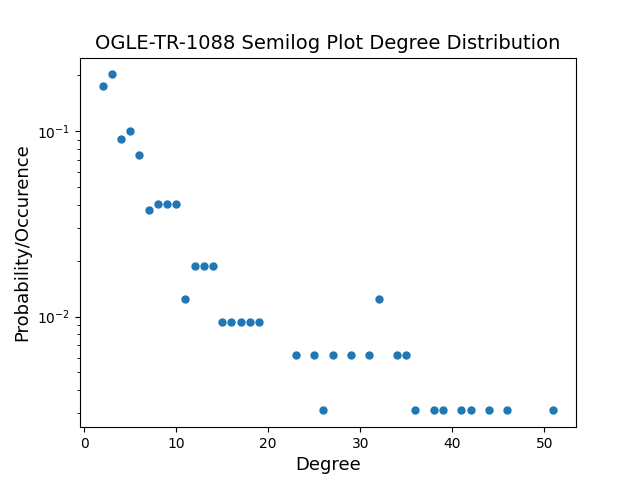 OGLE-TR-1088 Semilog Plot Degree Distribution
Probability/Occurence
10⁻¹
10⁻²
0 10 20 30 40 50
Degree